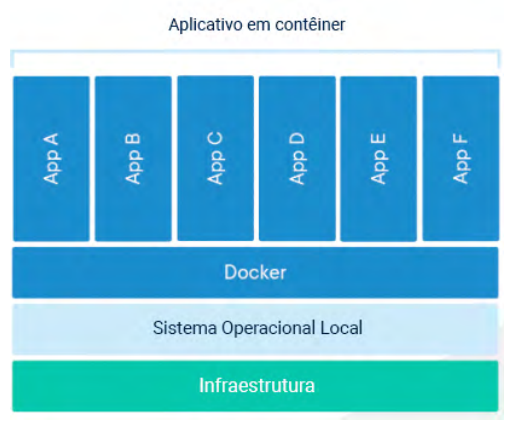 Aplicativo em contêiner
App A
App B
App C
App D
App E
App F
Docker
Sistema Operacional Local
Infraestrutura